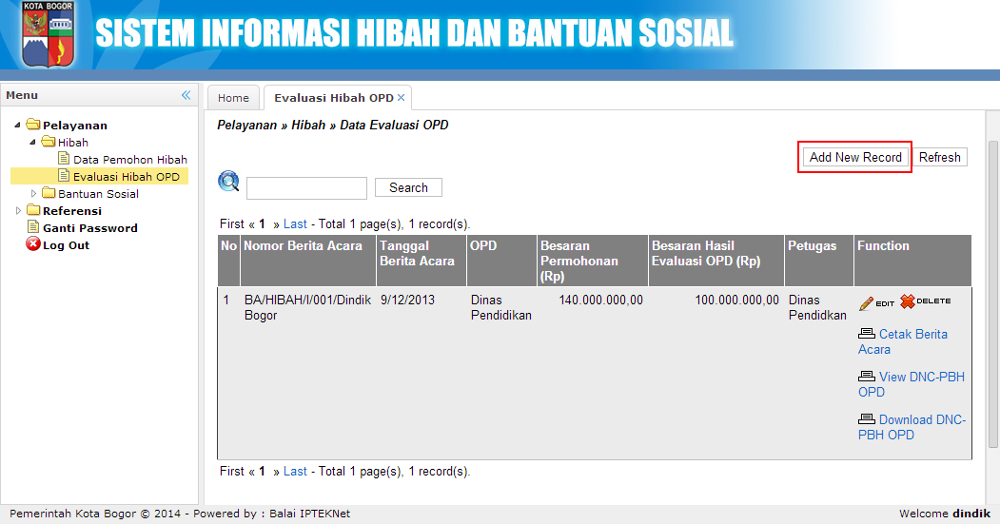 KOTA BOGOR
SISTEM INFORMASI HIBAH DAN BANTUAN SOSIAL
Menu «
Pelayanan
Hibah
Data Pemohon Hibah
Evaluasi Hibah OPD
Bantuan Sosial
Referensi
Ganti Password
Log Out
Home
Evaluasi Hibah OPD ×
Pelayanan » Hibah » Data Evaluasi OPD
Add New Record Refresh
Search
First « 1 » Last - Total 1 page(s), 1 record(s).
No Nomor Berita Acara Tanggal OPD Besaran Besaran Hasil Petugas Function
Berita Acara Permohonan Evaluasi OPD (Rp)
(Rp)
1 BA/HIBAH/I/001/Dindik 9/12/2013 Dinas 140.000.000,00 100.000.000,00 Dinas EDIT DELETE
Bogor Pendidikan Pendidkan
Cetak Berita
Acara
View DNC-PBH
OPD
Download DNC-
PBH OPD
First « 1 » Last - Total 1 page(s), 1 record(s).
Pemerintah Kota Bogor © 2014 - Powered by : Balai IPTEKNet Welcome dindik